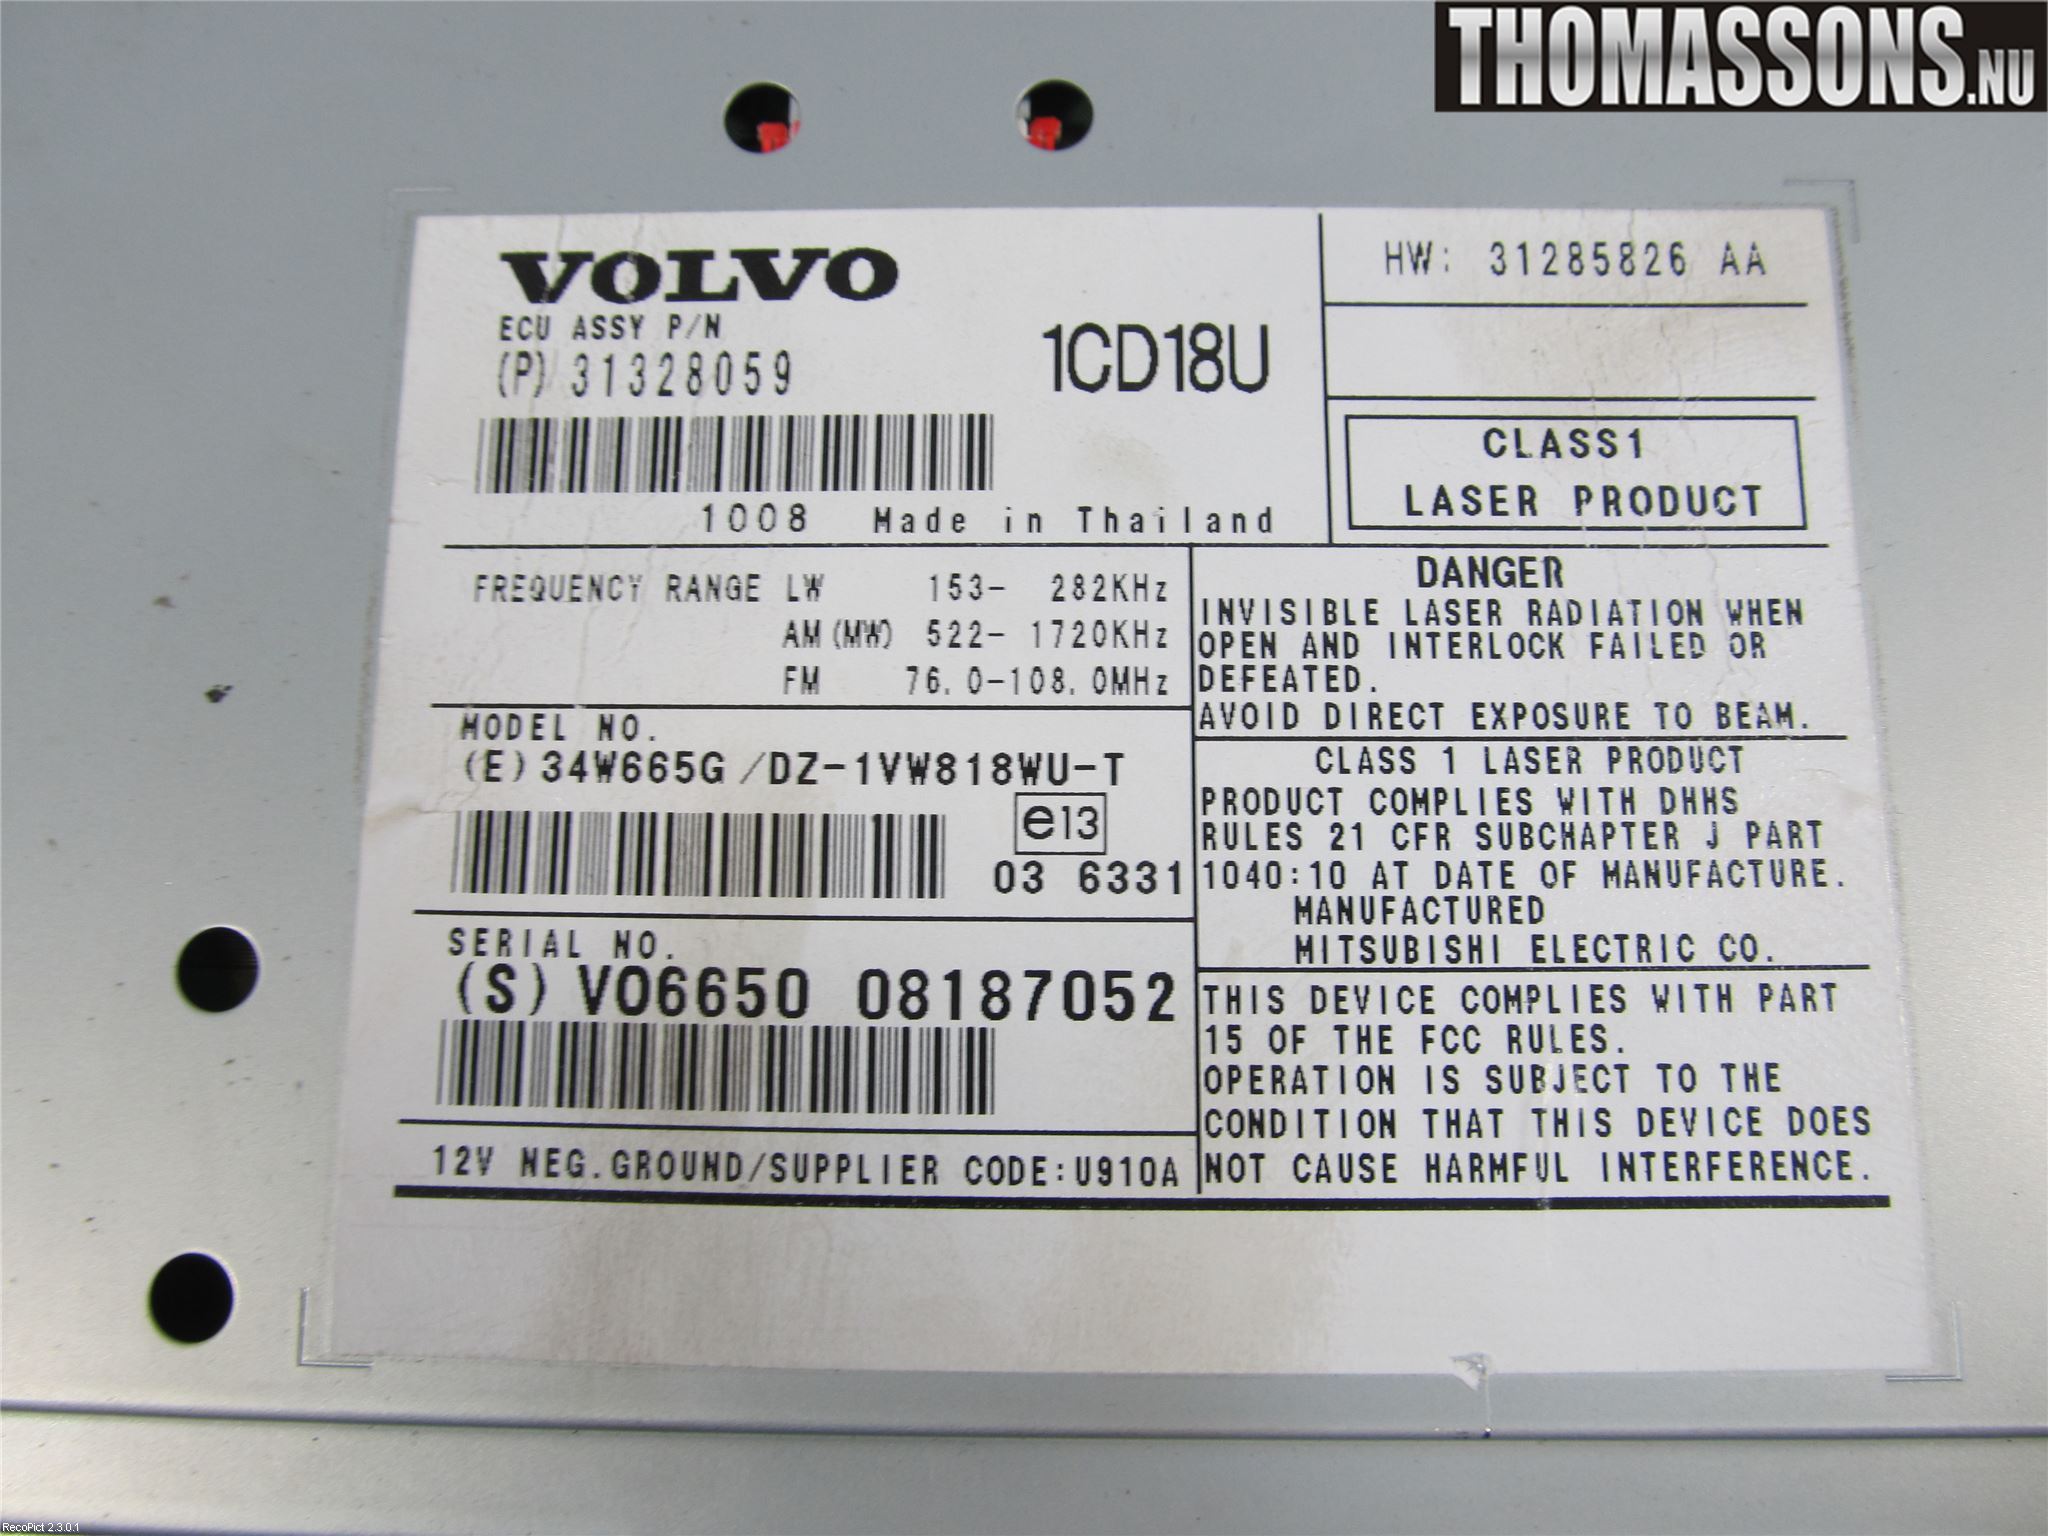 THOMASSONS.NU
VOLVO
ECU ASSY P/N
(P) 31328059
1CD18U
1008 Made in Thailand
HW: 31285826 AA
CLASS1
LASER PRODUCT
FREQUENCY RANGE LW 153- 282KHz
AM (MW) 522- 1720KHz
FM 76.0-108.0MHz
MODEL NO.
(E) 34W665G /DZ-1VW818WU-T
e13
03 6331
SERIAL NO.
(S) VO6650 08187052
12V NEG.GROUND/SUPPLIER CODE:U910A
DANGER
INVISIBLE LASER RADIATION WHEN
OPEN AND INTERLOCK FAILED OR
DEFEATED.
AVOID DIRECT EXPOSURE TO BEAM.
CLASS 1 LASER PRODUCT
PRODUCT COMPLIES WITH DHHS
RULES 21 CFR SUBCHAPTER J PART
1040:10 AT DATE OF MANUFACTURE.
MANUFACTURED
MITSUBISHI ELECTRIC CO.
THIS DEVICE COMPLIES WITH PART
15 OF THE FCC RULES.
OPERATION IS SUBJECT TO THE
CONDITION THAT THIS DEVICE DOES
NOT CAUSE HARMFUL INTERFERENCE.
RecoPict 2.3.0.1